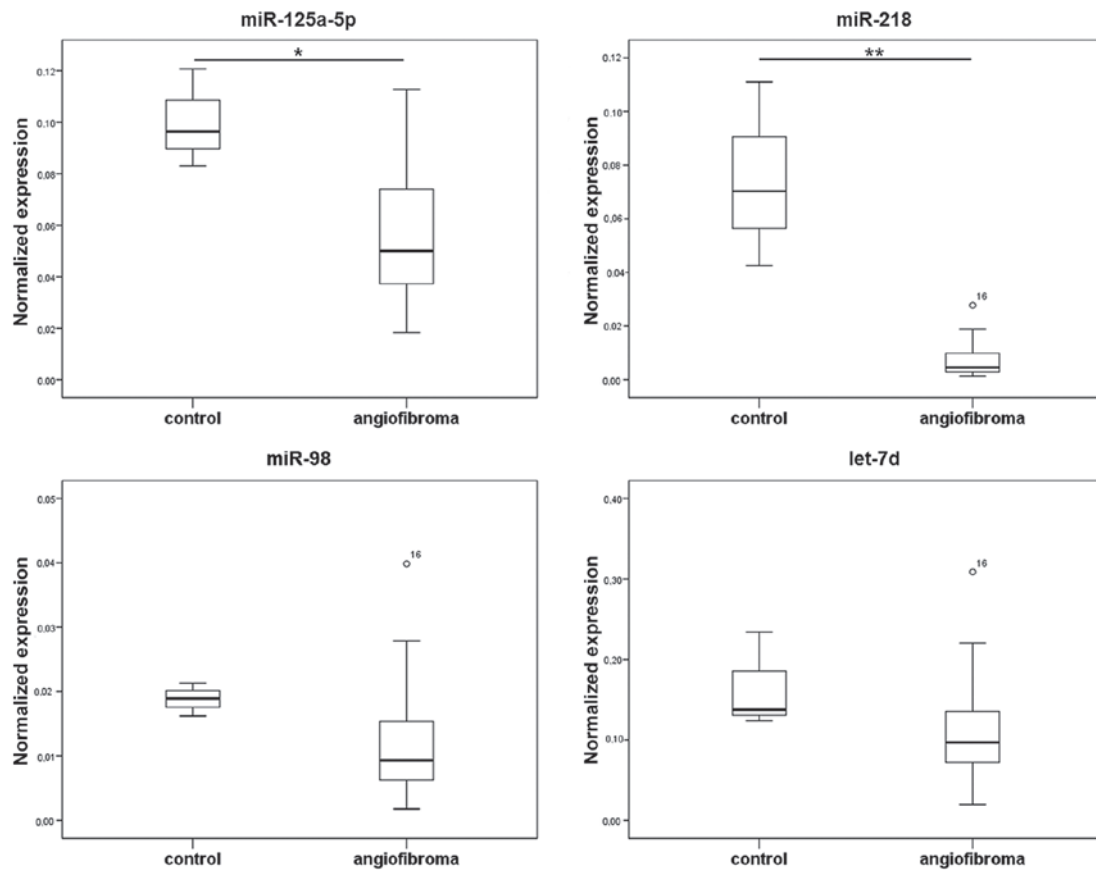 miR-125a-5p
*
Normalized expression
0.12
0.10
0.08
0.06
0.04
0.02
0.00
control angiofibroma
miR-218
**
Normalized expression
0.12
0.10
0.08
0.06
0.04
0.02
0.00
16
control angiofibroma
miR-98
Normalized expression
0.05
0.04
0.03
0.02
0.01
0.00
16
control angiofibroma
let-7d
Normalized expression
0.40
0.30
0.20
0.10
0.00
16
control angiofibroma